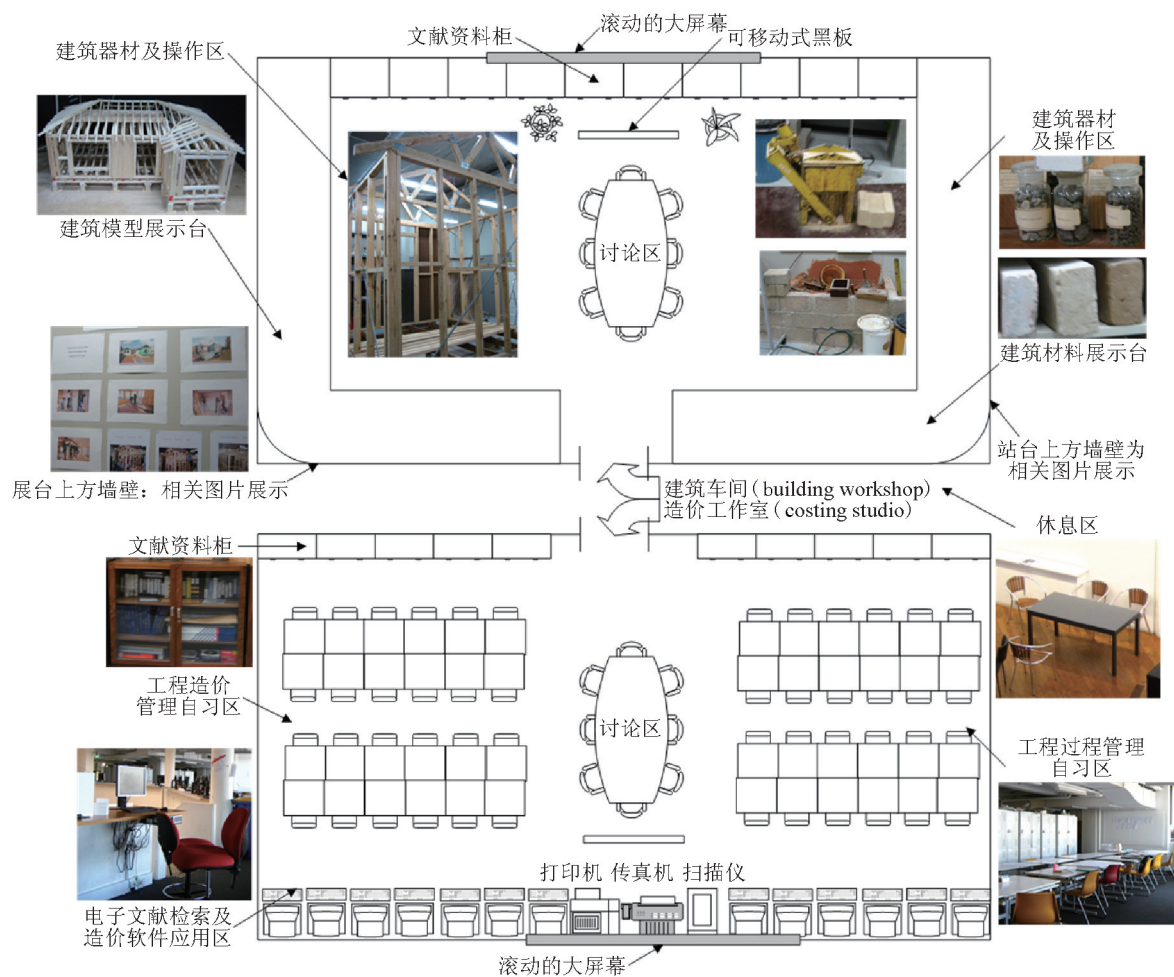 滚动的大屏幕
文献资料柜
可移动式黑板
建筑器材及操作区
建筑器材
及操作区
建筑模型展示台
讨论区
建筑材料展示台
展台上方墙壁：相关图片展示
站台上方墙壁为
相关图片展示
建筑车间（building workshop）
造价工作室（costing studio）
休息区
文献资料柜
工程造价
管理自习区
讨论区
工程过程管理
自习区
打印机 传真机 扫描仪
电子文献检索及
造价软件应用区
滚动的大屏幕